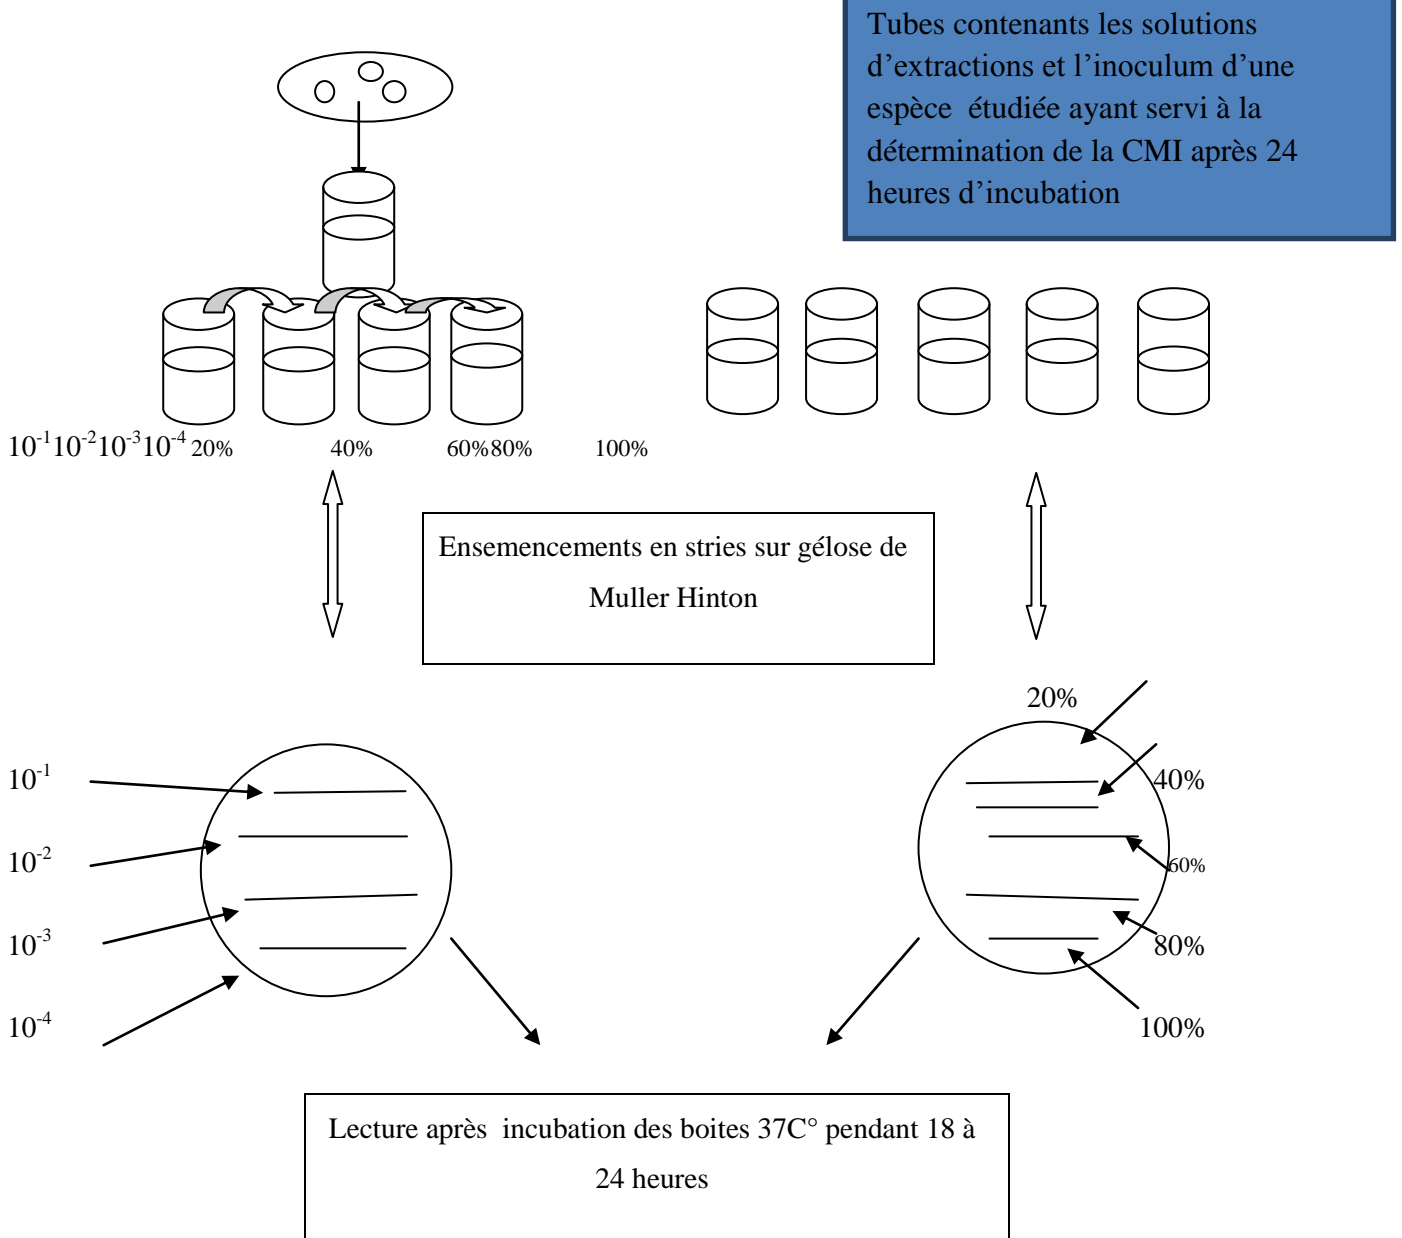 Tubes contenants les solutions
d’extractions et l’inoculum d’une
espèce étudiée ayant servi à la
détermination de la CMI après 24
heures d’incubation
10⁻¹10⁻²10⁻³10⁻⁴ 20% 40% 60%80% 100%
Ensemencements en stries sur gélose de
Muller Hinton
20%
10⁻¹ 40%
10⁻² 60%
10⁻³ 80%
10⁻⁴ 100%
Lecture après incubation des boites 37C° pendant 18 à
24 heures